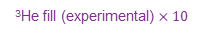 ³He fill (experimental) × 10